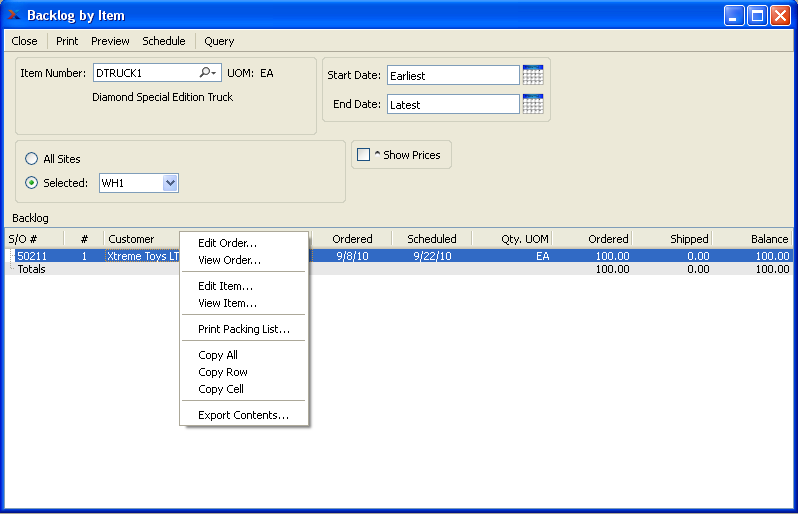 Backlog by Item
Close Print Preview Schedule Query
Item Number: DTRUCK1 UOM: EA
Diamond Special Edition Truck
Start Date: Earliest
End Date: Latest
All Sites
Selected: WH1
^ Show Prices
Backlog
S/O # # Customer Ordered Scheduled Qty. UOM Ordered Shipped Balance
50211 1 Xtreme Toys LT 9/8/10 9/22/10 EA 100.00 0.00 100.00
Totals 100.00 0.00 100.00
Edit Order...
View Order...
Edit Item...
View Item...
Print Packing List...
Copy All
Copy Row
Copy Cell
Export Contents...